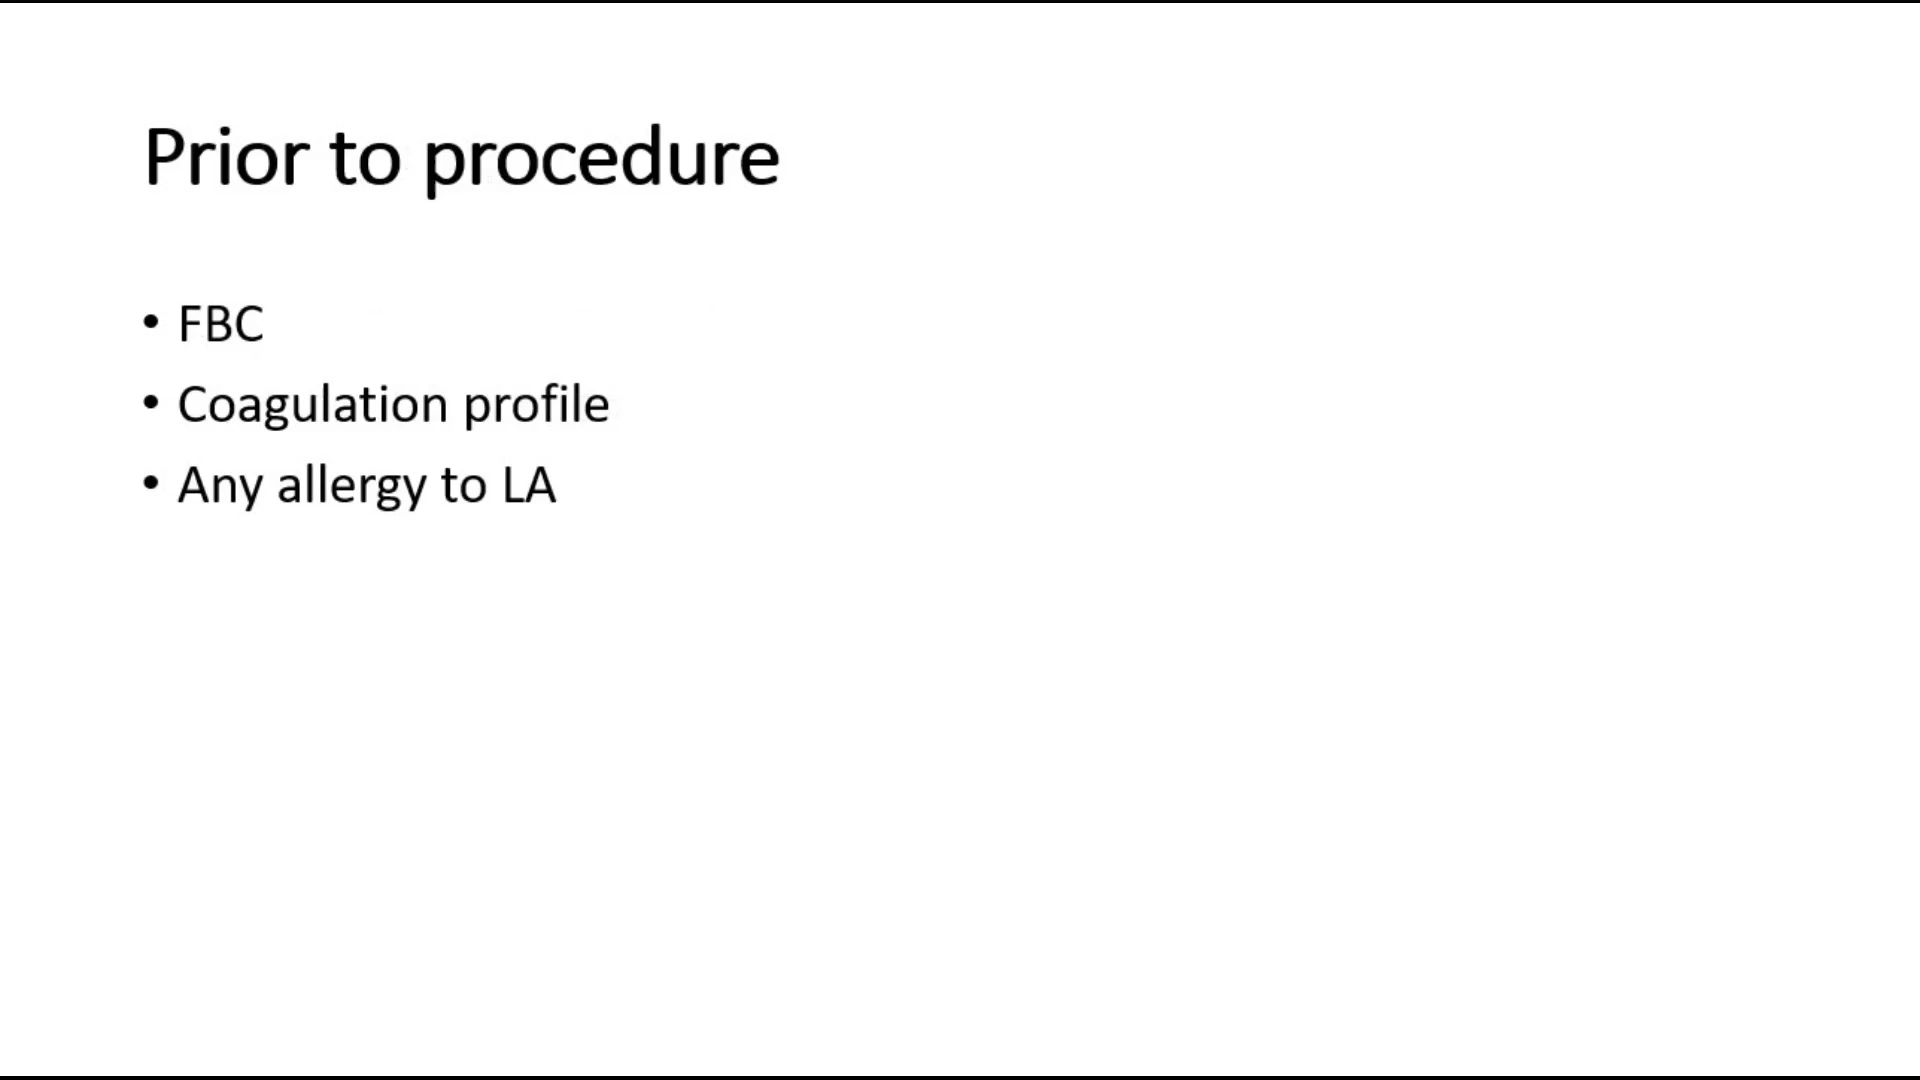 Prior to procedure
• FBC
• Coagulation profile
• Any allergy to LA